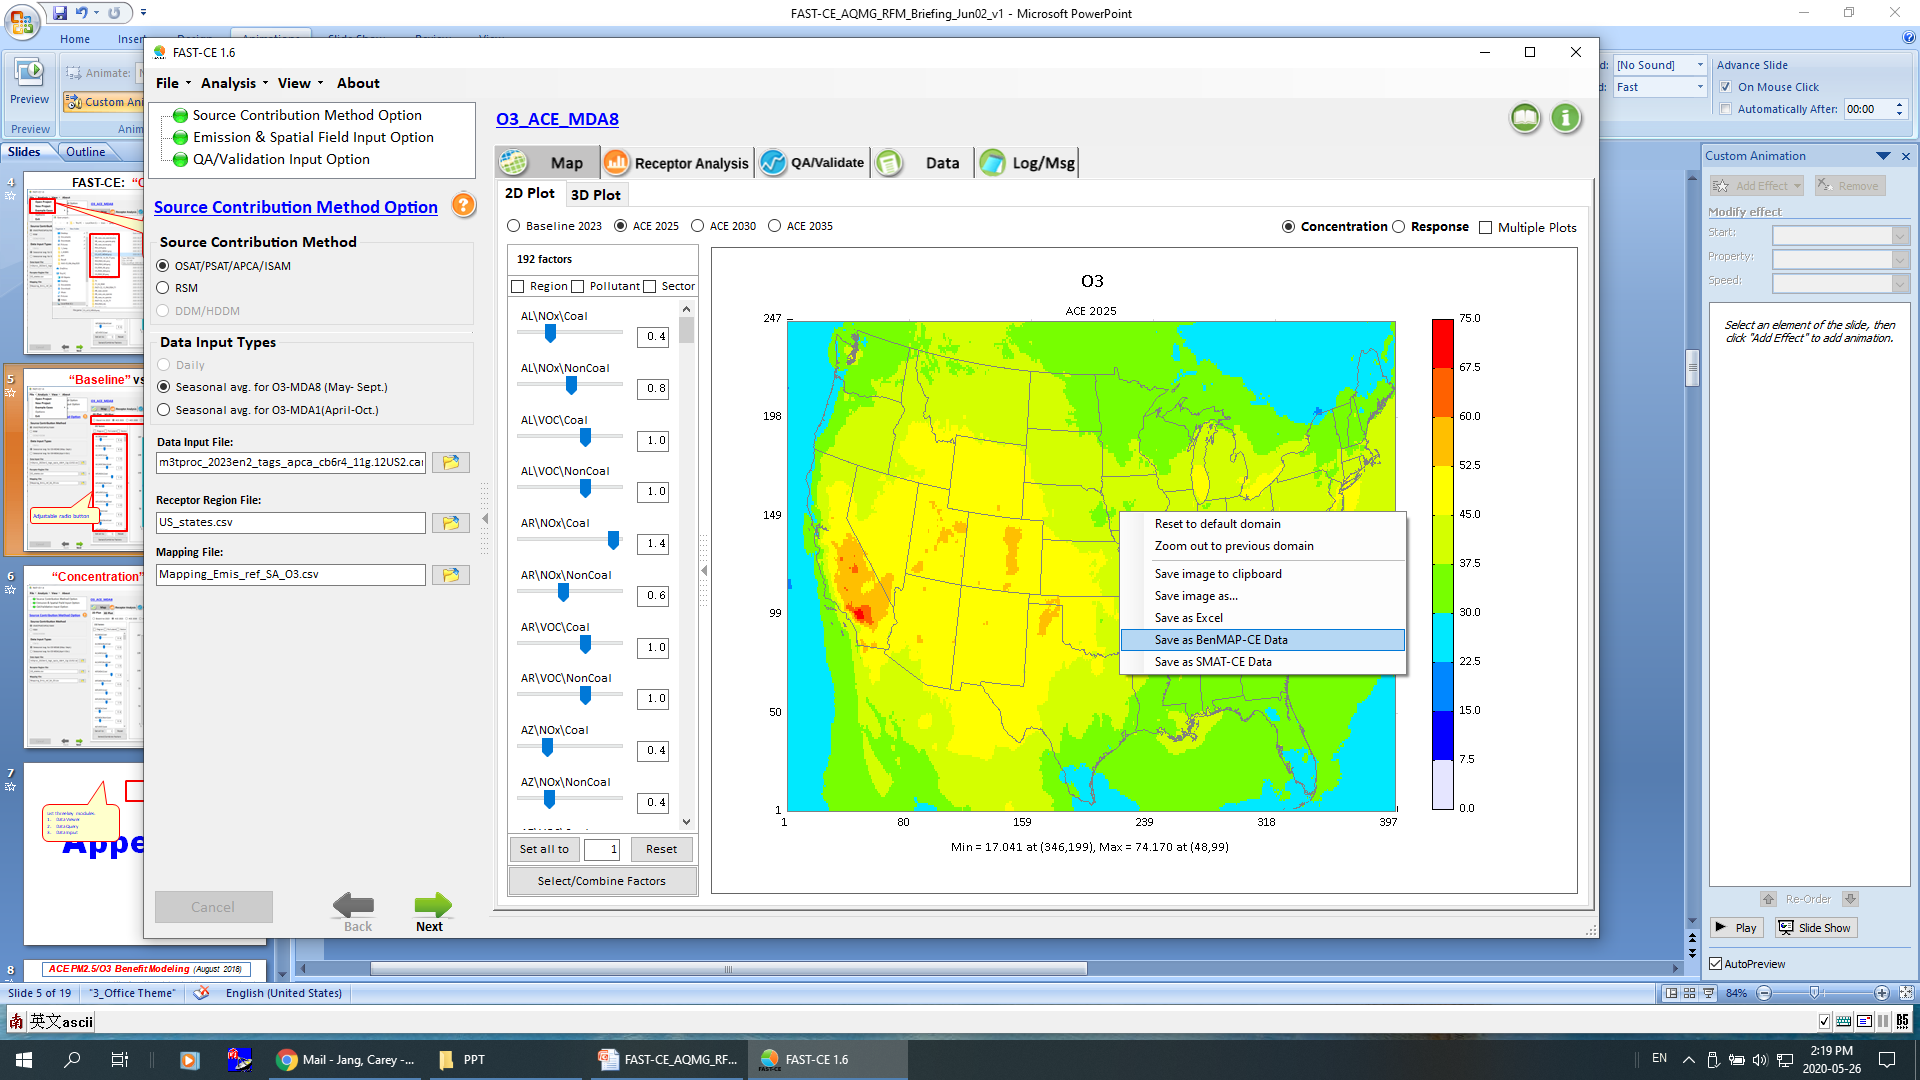 FAST-CE_AQMG_RFM_Briefing_Jun02_v1 - Microsoft PowerPoint
Home
Preview
Animate:
Custom Ani
Preview
[No Sound]
Fast
Advance Slide
On Mouse Click
Automatically After: 00:00
Slides
Outline
4
FAST-CE:
5
"Baseline" vs
Adjustable radio button
6
"Concentration"
7
Appe
8
ACE PM2.5/O3 Benefit Modeling (August 2018)
FAST-CE 1.6
File
Analysis
View
About
Source Contribution Method Option
Emission & Spatial Field Input Option
QA/Validation Input Option
Source Contribution Method Option
Source Contribution Method
OSAT/PSAT/APCA/ISAM
RSM
DDM/HDDM
Data Input Types
Daily
Seasonal avg. for O3-MDA8 (May- Sept.)
Seasonal avg. for O3-MDA1(April-Oct.)
Data Input File:
m3tproc_2023en2_tags_apca_cb6r4_11g.12US2.ca
Receptor Region File:
US_states.csv
Mapping File:
Mapping_Emis_ref_SA_O3.csv
Cancel
Back
Next
O3_ACE_MDA8
Map
Receptor Analysis
QA/Validate
Data
Log/Msg
2D Plot
3D Plot
Baseline 2023
ACE 2025
ACE 2030
ACE 2035
Concentration
Response
Multiple Plots
192 factors
Region
Pollutant
Sector
AL\NOx\Coal
0.4
AL\NOx\NonCoal
0.8
AL\VOC\Coal
1.0
AL\VOC\NonCoal
1.0
AR\NOx\Coal
1.4
AR\NOx\NonCoal
0.6
AR\VOC\Coal
1.0
AR\VOC\NonCoal
1.0
AZ\NOx\Coal
0.4
AZ\NOx\NonCoal
0.4
Set all to
1
Reset
Select/Combine Factors
O3
ACE 2025
247
198
149
99
50
1
1
80
159
239
318
397
Min = 17.041 at (346,199), Max = 74.170 at (48,99)
75.0
67.5
60.0
52.5
45.0
37.5
30.0
22.5
15.0
7.5
0.0
Reset to default domain
Zoom out to previous domain
Save image to clipboard
Save image as...
Save as Excel
Save as BenMAP-CE Data
Save as SMAT-CE Data
Custom Animation
Add Effect
Remove
Modify effect
Start:
Property:
Speed:
Select an element of the slide, then
click "Add Effect" to add animation.
Re-Order
Play
Slide Show
AutoPreview
Slide 5 of 19
"3_Office Theme"
English (United States)
84%
英文ascii
B5
Mail - Jang, Carey -...
PPT
FAST-CE_AQMG_RF...
FAST-CE 1.6
EN
2:19 PM
2020-05-26